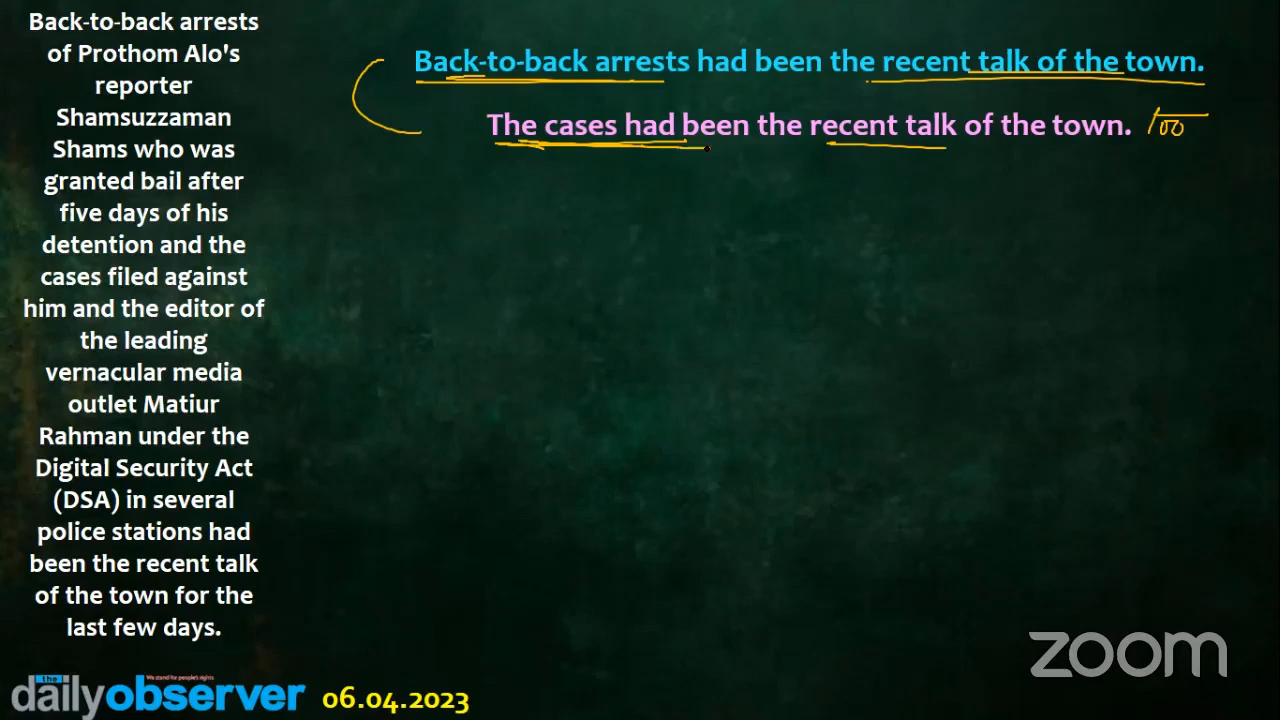 Back-to-back arrests
of Prothom Alo's
reporter
Shamsuzzaman
Shams who was
granted bail after
five days of his
detention and the
cases filed against
him and the editor of
the leading
vernacular media
outlet Matiur
Rahman under the
Digital Security Act
(DSA) in several
police stations had
been the recent talk
of the town for the
last few days.
Back-to-back arrests had been the recent talk of the town.
The cases had been the recent talk of the town.
the
We stand for people's rights
dailyobserver
06.04.2023
zoom